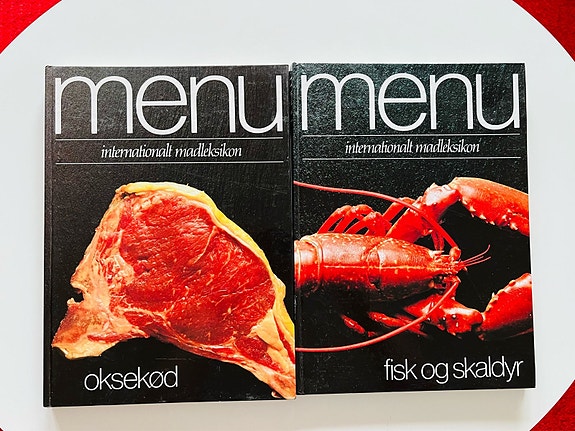 menu
internationalt madleksikon
oksekød
menu
internationalt madleksikon
fisk og skaldyr